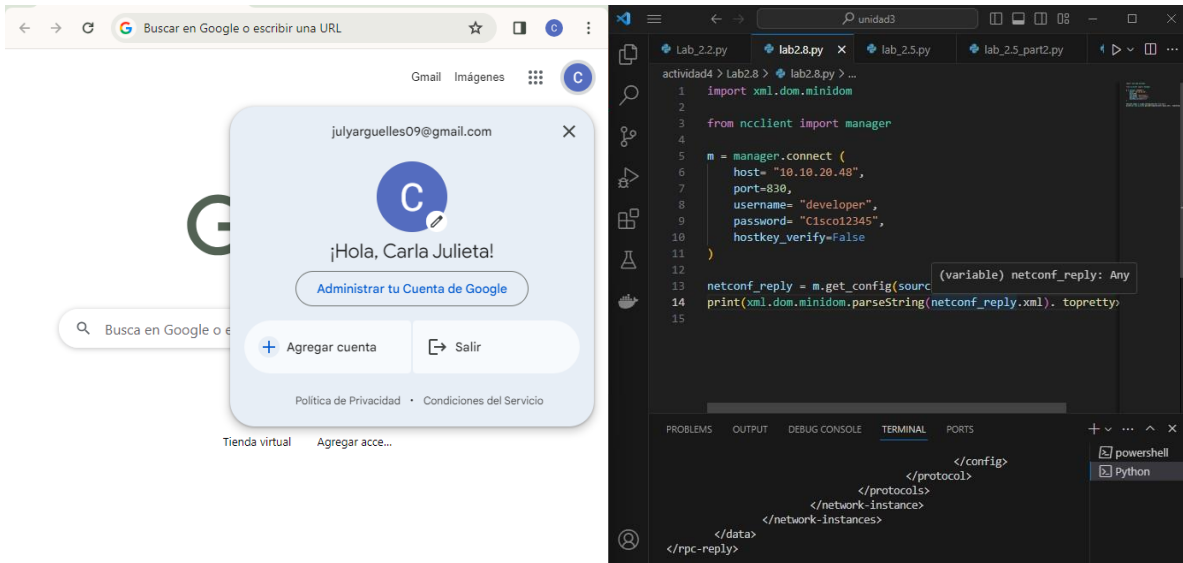 Buscar en Google o escribir una URL
C
Gmail Imágenes
C
julyarguelles09@gmail.com
C
¡Hola, Carla Julieta!
Administrar tu Cuenta de Google
G
Busca en Google o e
Agregar cuenta
Salir
Política de Privacidad • Condiciones del Servicio
Tienda virtual Agregar acce...
unidad3
Lab_2.2.py lab2.8.py lab_2.5.py lab_2.5_part2.py
actividad4 > Lab2.8 > lab2.8.py > ...
1 import xml.dom.minidom
2
3 from ncclient import manager
4
5 m = manager.connect (
6 host= "10.10.20.48",
7 port=830,
8 username= "developer",
9 password= "C1sco12345",
10 hostkey_verify=False
11 )
12
(variable) netconf_reply: Any
13 netconf_reply = m.get_config(sourc
14 print(xml.dom.minidom.parseString(netconf_reply.xml). topretty
15
PROBLEMS OUTPUT DEBUG CONSOLE TERMINAL PORTS
powershell
Python
</config>
</protocol>
</protocols>
</network-instance>
</network-instances>
</data>
</rpc-reply>